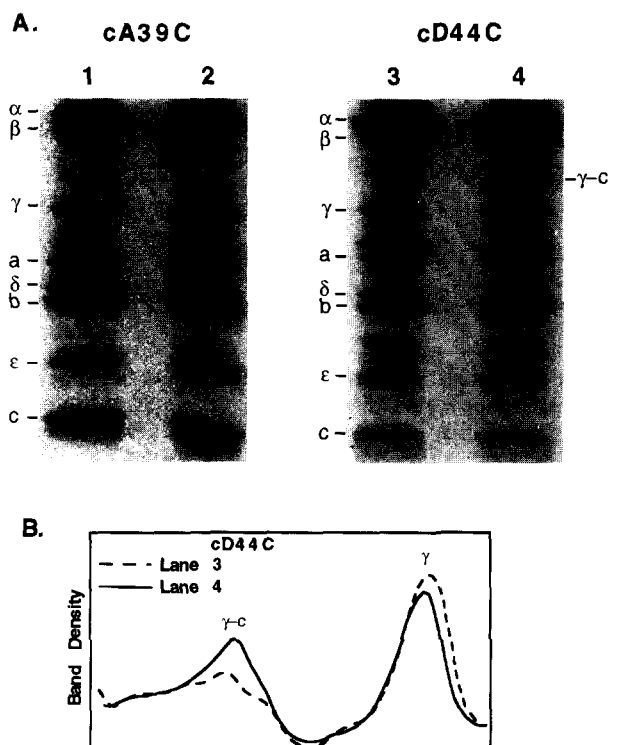 A.
cA39C cD44C
1 2 3 4
α
β
γ
a
δ
b
ε
c
α
β
γ
a
δ
b
ε
c
γ-c
B.
cD44C
Lane 3
Lane 4
γ-c
γ
Band Density